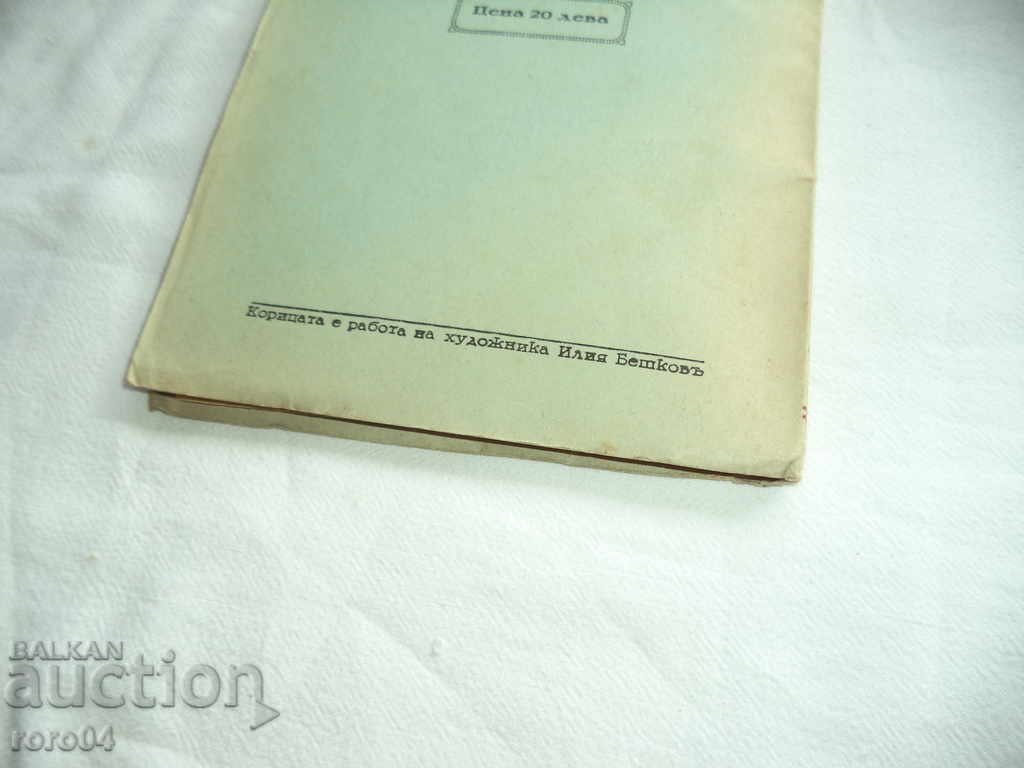 Цена 20 лева
Корицата е работа на художника Илия Бешковъ
BALKAN
auction
roro04